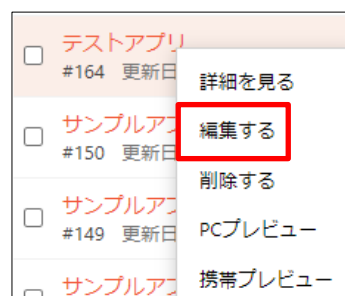 テストアプリ
#164 更新日
詳細を見る
サンプルアプ
#150 更新日
編集する
削除する
サンプルアプ
#149 更新日
PCプレビュー
サンプルアプ
携帯プレビュー